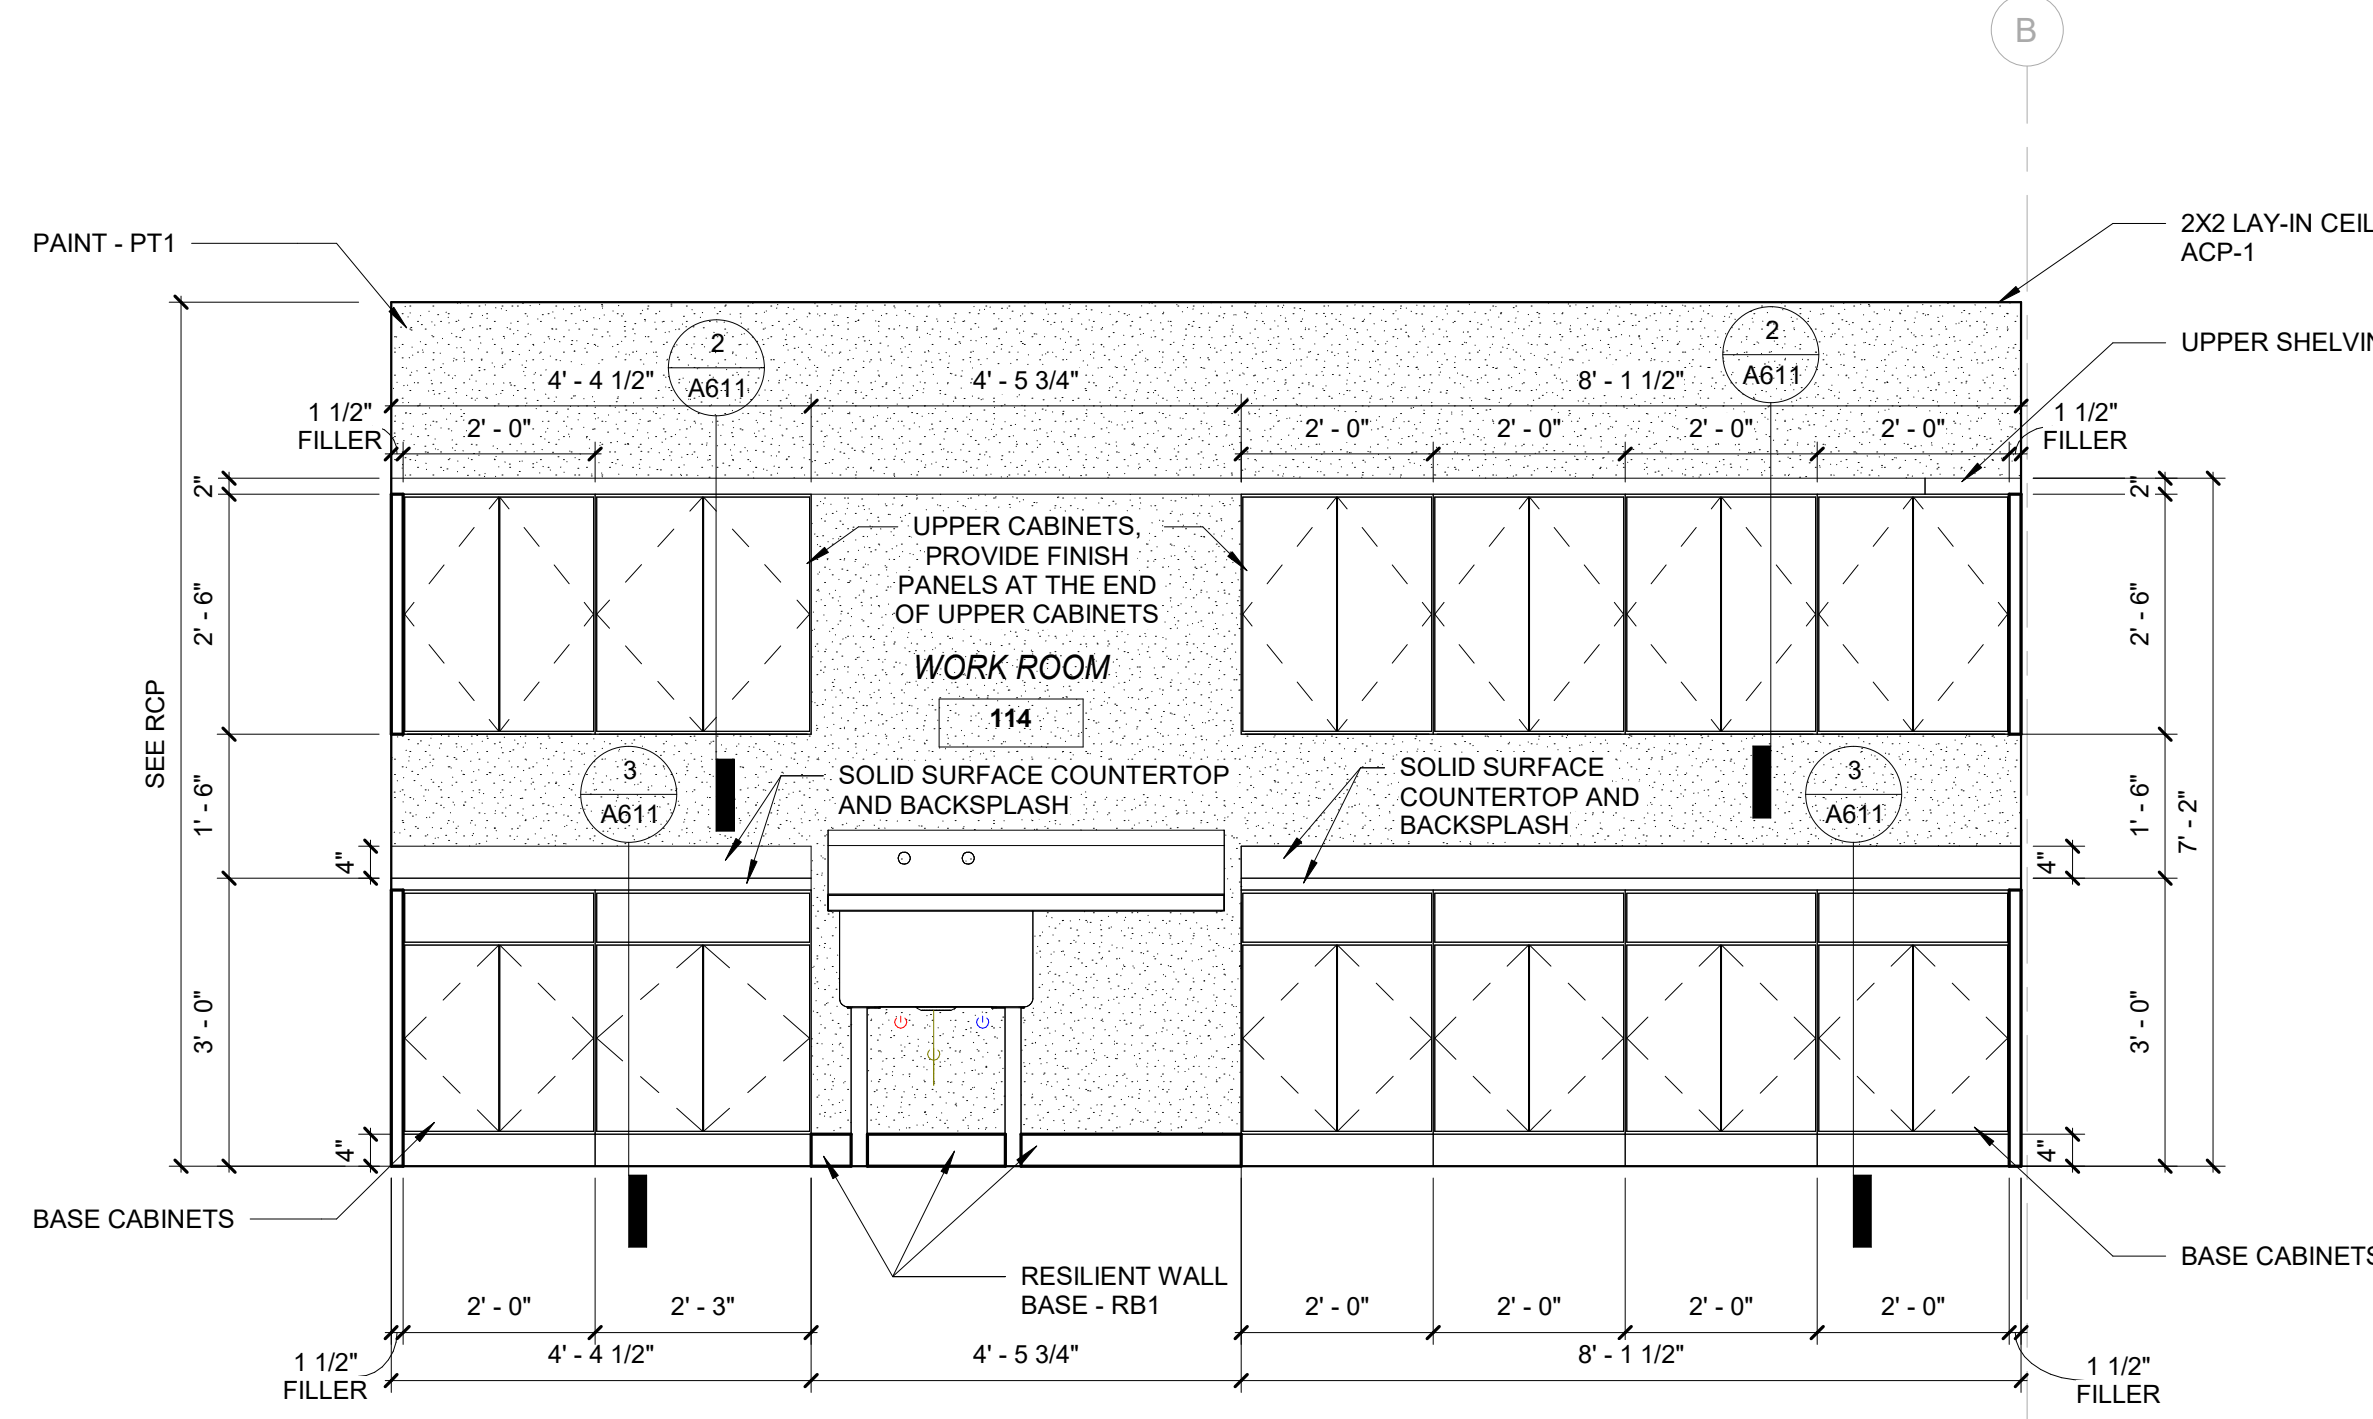 B
PAINT - PT1
2X2 LAY-IN CEIL
ACP-1
UPPER SHELVIN
2
A611
2
A611
4' - 4 1/2"
4' - 5 3/4"
8' - 1 1/2"
1 1/2"
FILLER
2' - 0"
2' - 0"
2' - 0"
2' - 0"
2' - 0"
1 1/2"
FILLER
2"
2' - 6"
1' - 6"
3' - 0"
SEE RCP
4"
4"
UPPER CABINETS,
PROVIDE FINISH
PANELS AT THE END
OF UPPER CABINETS
WORK ROOM
114
3
A611
SOLID SURFACE COUNTERTOP
AND BACKSPLASH
SOLID SURFACE
COUNTERTOP AND
BACKSPLASH
3
A611
2"
2' - 6"
1' - 6"
3' - 0"
7' - 2"
4"
4"
BASE CABINETS
RESILIENT WALL
BASE - RB1
BASE CABINETS
2' - 0"
2' - 3"
2' - 0"
2' - 0"
2' - 0"
2' - 0"
4' - 4 1/2"
4' - 5 3/4"
8' - 1 1/2"
1 1/2"
FILLER
1 1/2"
FILLER